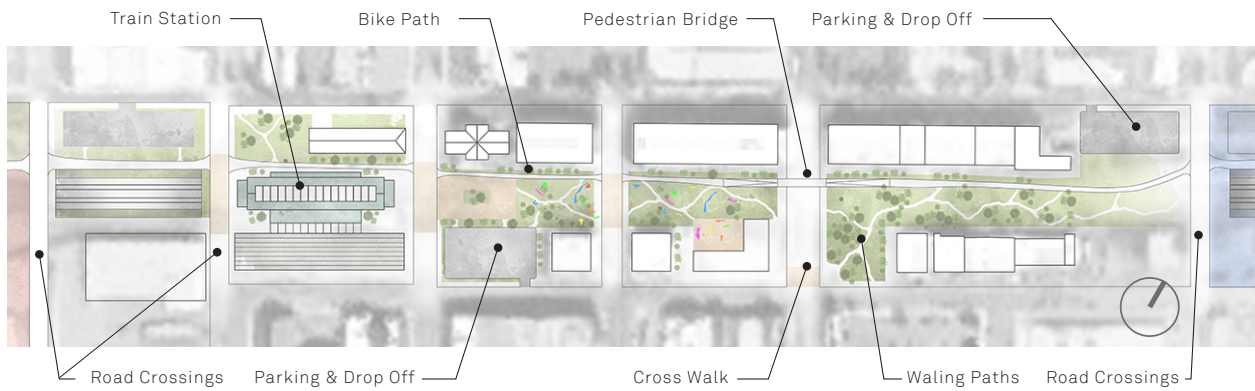 Train Station
Bike Path
Pedestrian Bridge
Parking & Drop Off
Road Crossings
Parking & Drop Off
Cross Walk
Waling Paths
Road Crossings